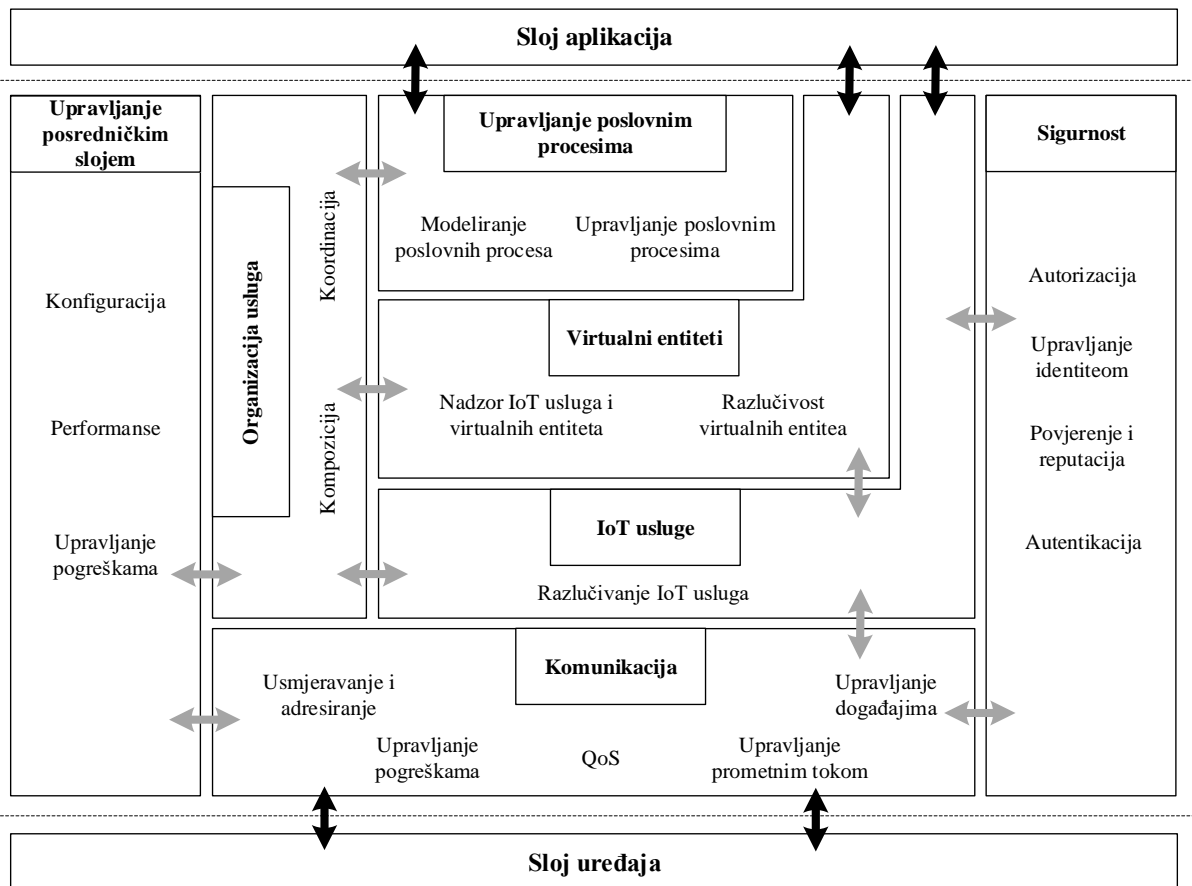 Sloj aplikacija
Upravljanje
posredničkim
slojem
Konfiguracija
Performanse
Upravljanje
pogreškama
Organizacija usluga
Koordinacija
Kompozicija
Upravljanje poslovnim
procesima
Modeliranje
poslovnih procesa
Upravljanje poslovnim
procesima
Virtualni entiteti
Nadzor IoT usluga i
virtualnih entiteta
Razlučivost
virtualnih entitea
IoT usluge
Razlučivanje IoT usluga
Komunikacija
Usmjeravanje i
adresiranje
Upravljanje
pogreškama
QoS
Upravljanje
prometnim tokom
Upravljanje
događajima
Sigurnost
Autorizacija
Upravljanje
identiteom
Povjerenje i
reputacija
Autentikacija
Sloj uređaja